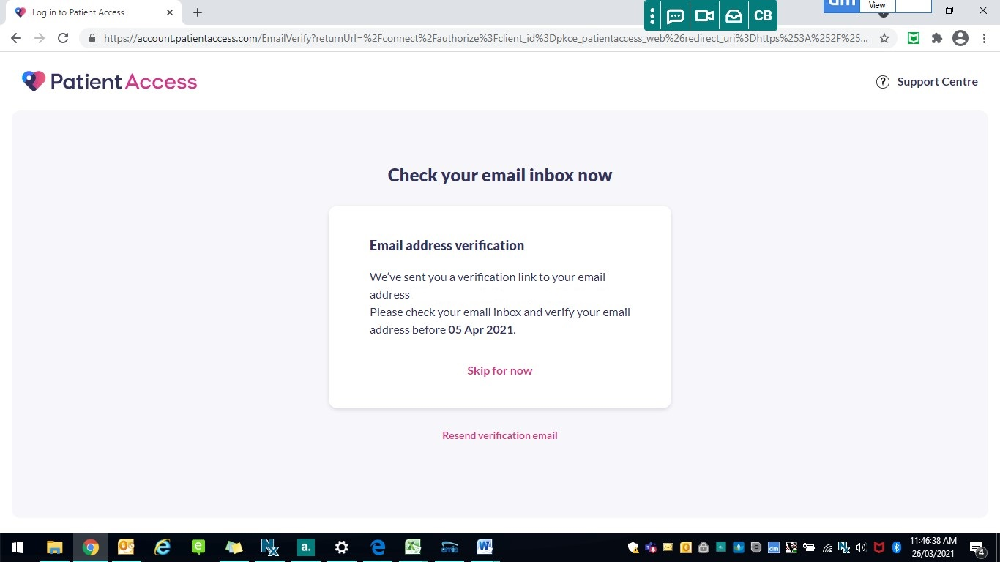 Log in to Patient Access
CB
dm
View
https://account.patientaccess.com/EmailVerify?returnUrl=%2Fconnect%2Fauthorize%3Fclient_id%3Dpkce_patientaccess_web%26redirect_uri%3Dhttps%253A%252F%25...
Patient Access
? Support Centre
Check your email inbox now
Email address verification
We've sent you a verification link to your email
address
Please check your email inbox and verify your email
address before 05 Apr 2021.
Skip for now
Resend verification email
a.
emis
dm
11:46:38 AM
26/03/2021
4